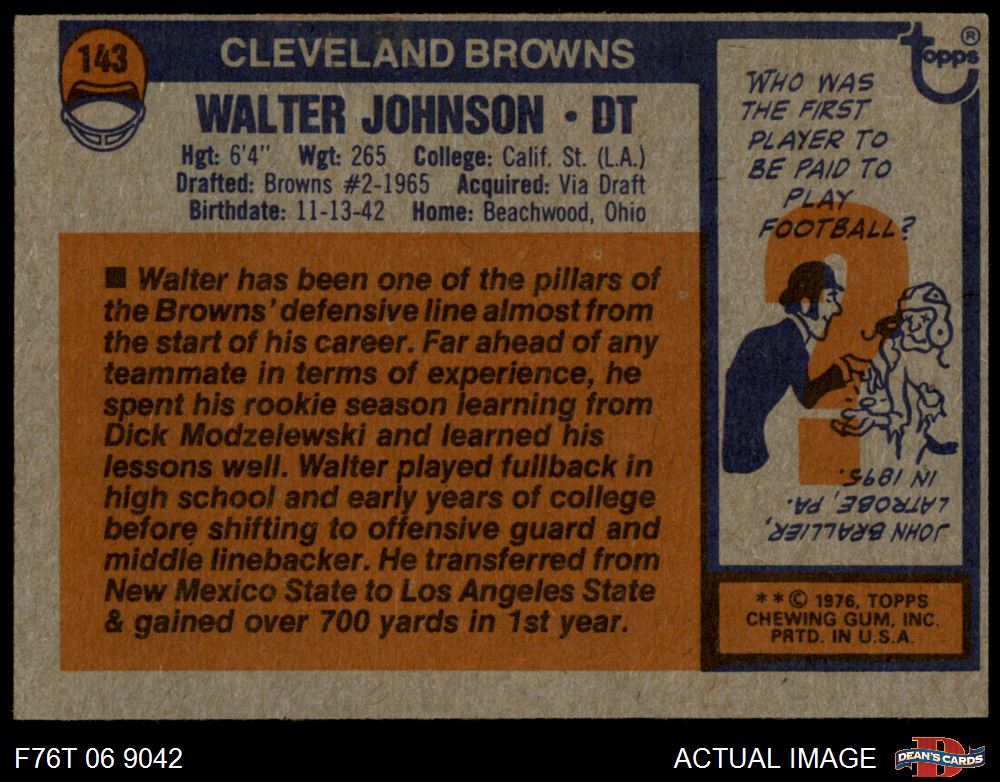 143
CLEVELAND BROWNS
WALTER JOHNSON • DT
Hgt: 6'4" Wgt: 265 College: Calif. St. (L.A.)
Drafted: Browns #2-1965 Acquired: Via Draft
Birthdate: 11-13-42 Home: Beachwood, Ohio
■ Walter has been one of the pillars of
the Browns' defensive line almost from
the start of his career. Far ahead of any
teammate in terms of experience, he
spent his rookie season learning from
Dick Modzelewski and learned his
lessons well. Walter played fullback in
high school and early years of college
before shifting to offensive guard and
middle linebacker. He transferred from
New Mexico State to Los Angeles State
& gained over 700 yards in 1st year.
topps ®
WHO WAS
THE FIRST
PLAYER TO
BE PAID TO
PLAY
FOOTBALL?
?
JOHN BRALLIER,
LATROBE, PA.
IN 1895.
**© 1976, TOPPS
CHEWING GUM, INC.
PRTD. IN U.S.A.
F76T 06 9042
ACTUAL IMAGE
D
DEAN'S CARDS